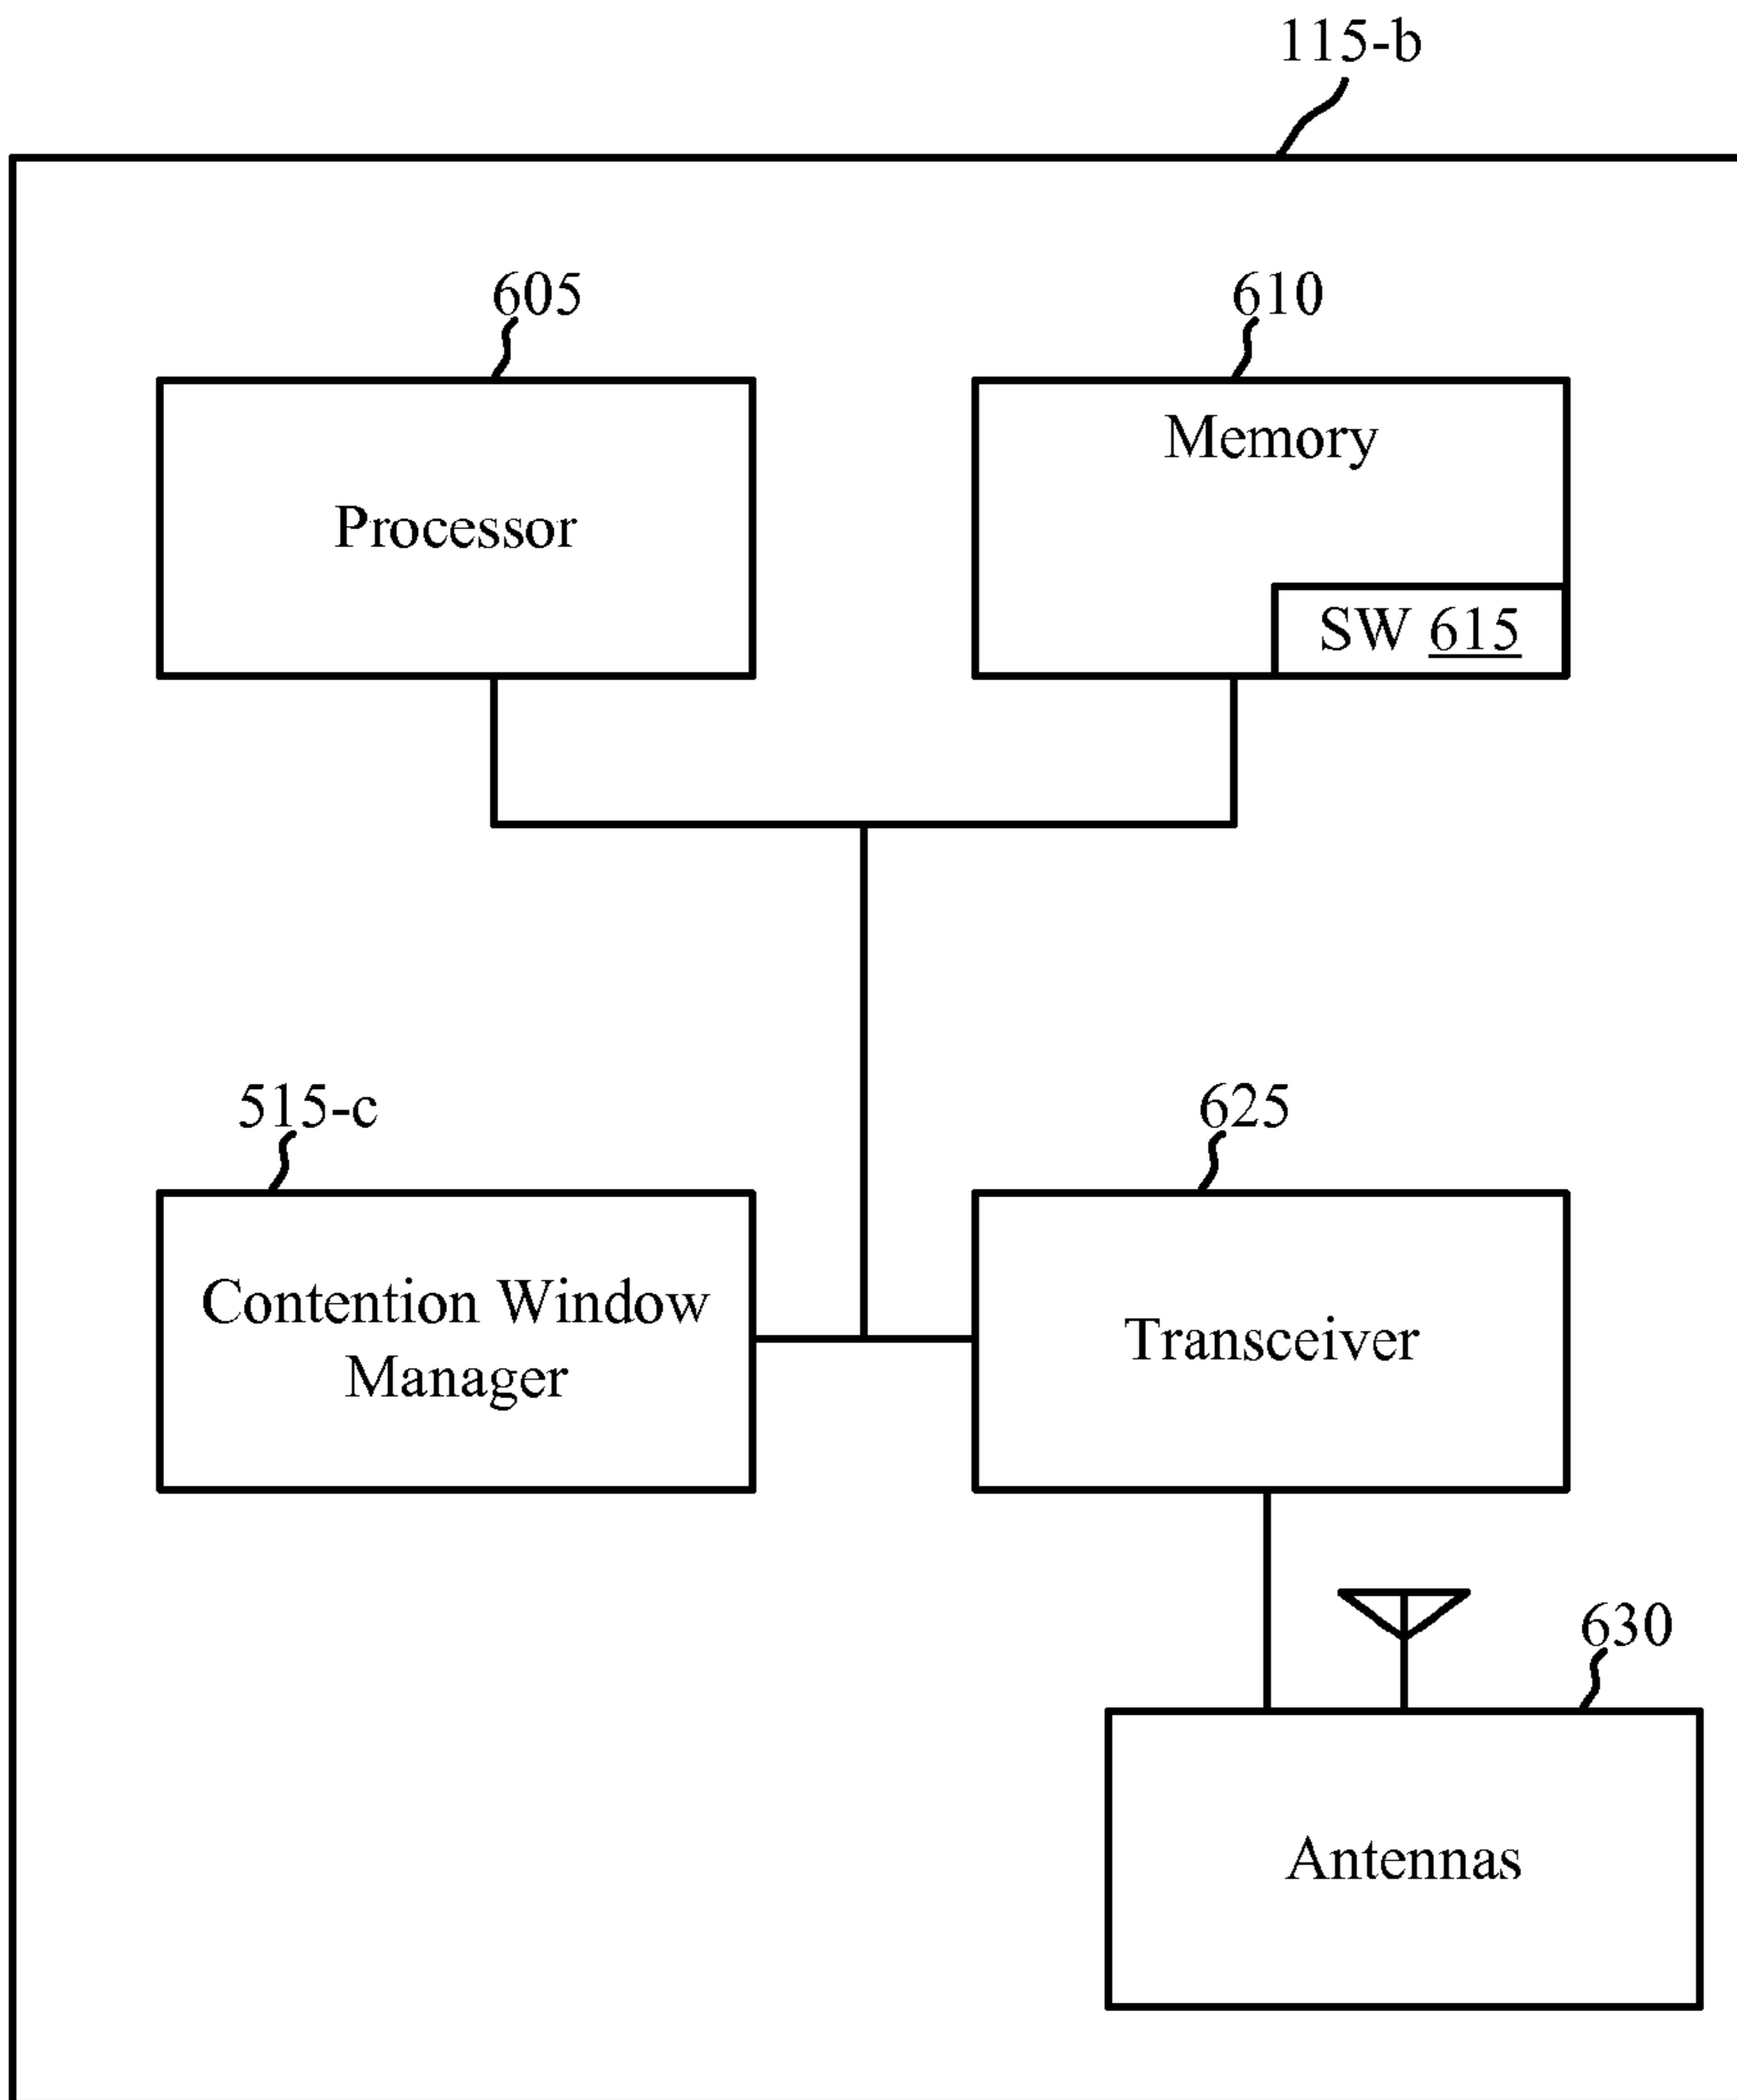 115-b
605
610
Processor
Memory
SW 615
515-c
625
Contention Window
Manager
Transceiver
630
Antennas